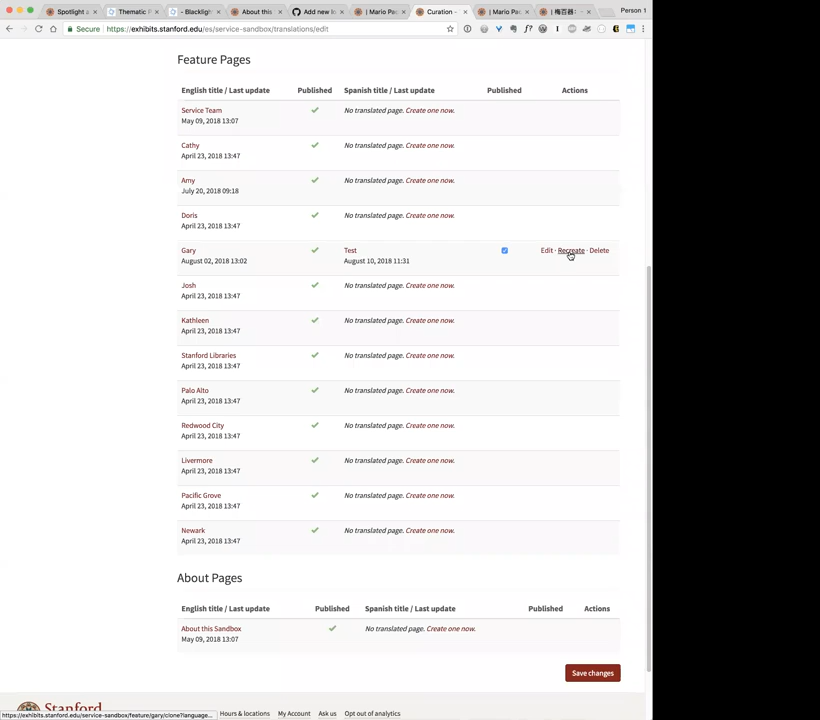 Spotlight a
Thematic F
- Blackligh
About this
Add new In
| Mario Pac
Curation -
| Mario Pac
| 梅百器:
Person 1
Secure
https://exhibits.stanford.edu/es/service-sandbox/translations/edit
Feature Pages
English title / Last update Published Spanish title / Last update Published Actions
Service Team No translated page. Create one now.
May 09, 2018 13:07
Cathy No translated page. Create one now.
April 23, 2018 13:47
Amy No translated page. Create one now.
July 20, 2018 09:18
Doris No translated page. Create one now.
April 23, 2018 13:47
Gary Test Edit · Recreate · Delete
August 02, 2018 13:02 August 10, 2018 11:31
Josh No translated page. Create one now.
April 23, 2018 13:47
Kathleen No translated page. Create one now.
April 23, 2018 13:47
Stanford Libraries No translated page. Create one now.
April 23, 2018 13:47
Palo Alto No translated page. Create one now.
April 23, 2018 13:47
Redwood City No translated page. Create one now.
April 23, 2018 13:47
Livermore No translated page. Create one now.
April 23, 2018 13:47
Pacific Grove No translated page. Create one now.
April 23, 2018 13:47
Newark No translated page. Create one now.
April 23, 2018 13:47
About Pages
English title / Last update Published Spanish title / Last update Published Actions
About this Sandbox No translated page. Create one now.
May 09, 2018 13:07
Save changes
Stanford
Hours & locations My Account Ask us Opt out of analytics
https://exhibits.stanford.edu/service-sandbox/feature/gary/clone?language...